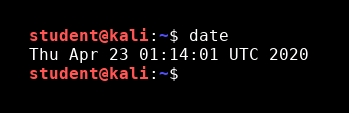 student@kali:~$ date
Thu Apr 23 01:14:01 UTC 2020
student@kali:~$